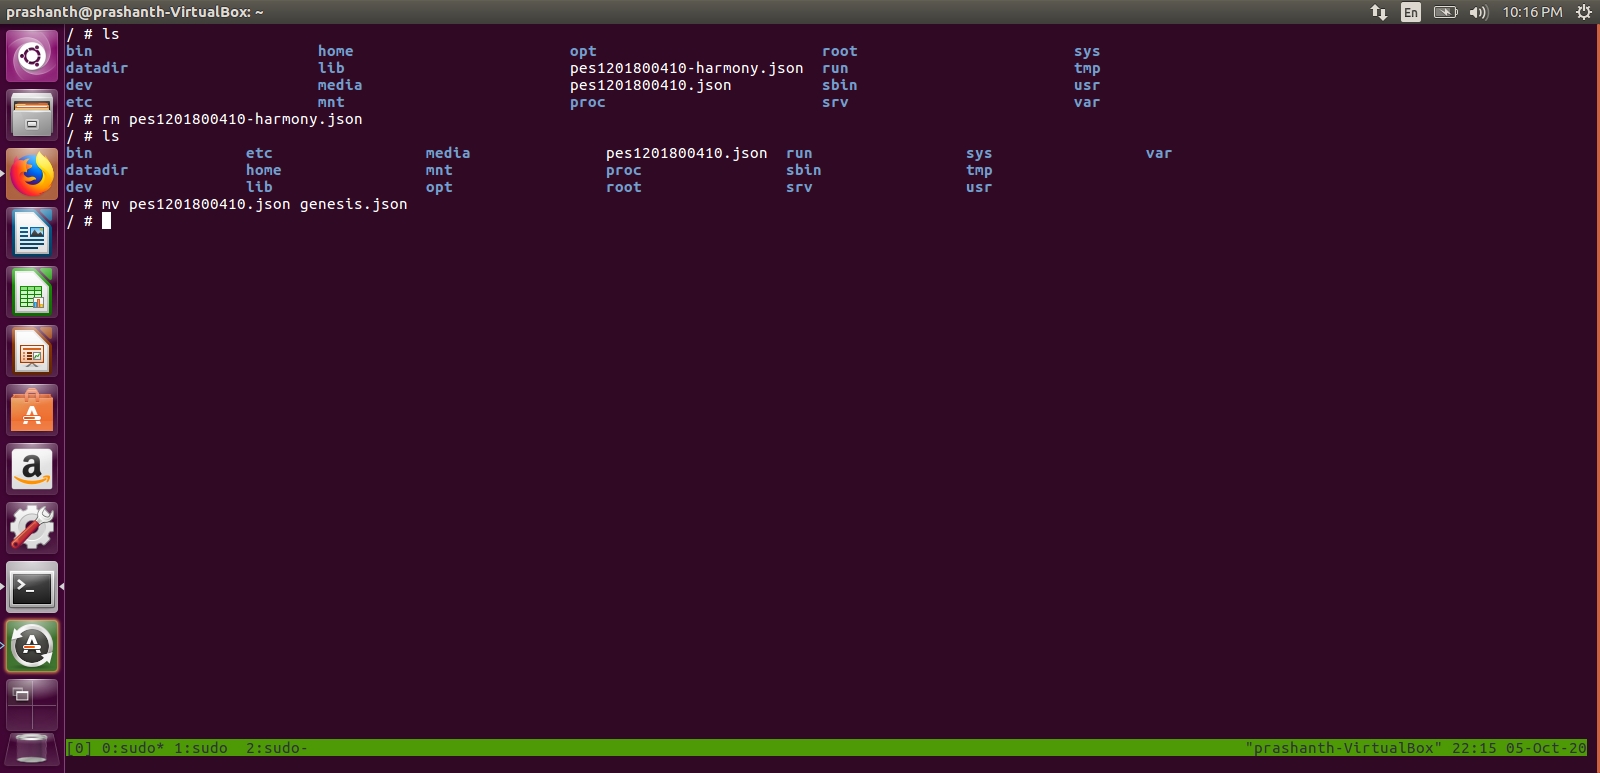 prashanth@prashanth-VirtualBox: ~
En
10:16 PM
/ # ls
bin home opt root sys
datadir lib pes1201800410-harmony.json run tmp
dev media pes1201800410.json sbin usr
etc mnt proc srv var
/ # rm pes1201800410-harmony.json
/ # ls
bin etc media pes1201800410.json run sys var
datadir home mnt proc sbin tmp
dev lib opt root srv usr
/ # mv pes1201800410.json genesis.json
/ #
[0] 0:sudo* 1:sudo  2:sudo- "prashanth-VirtualBox" 22:15 05-Oct-20